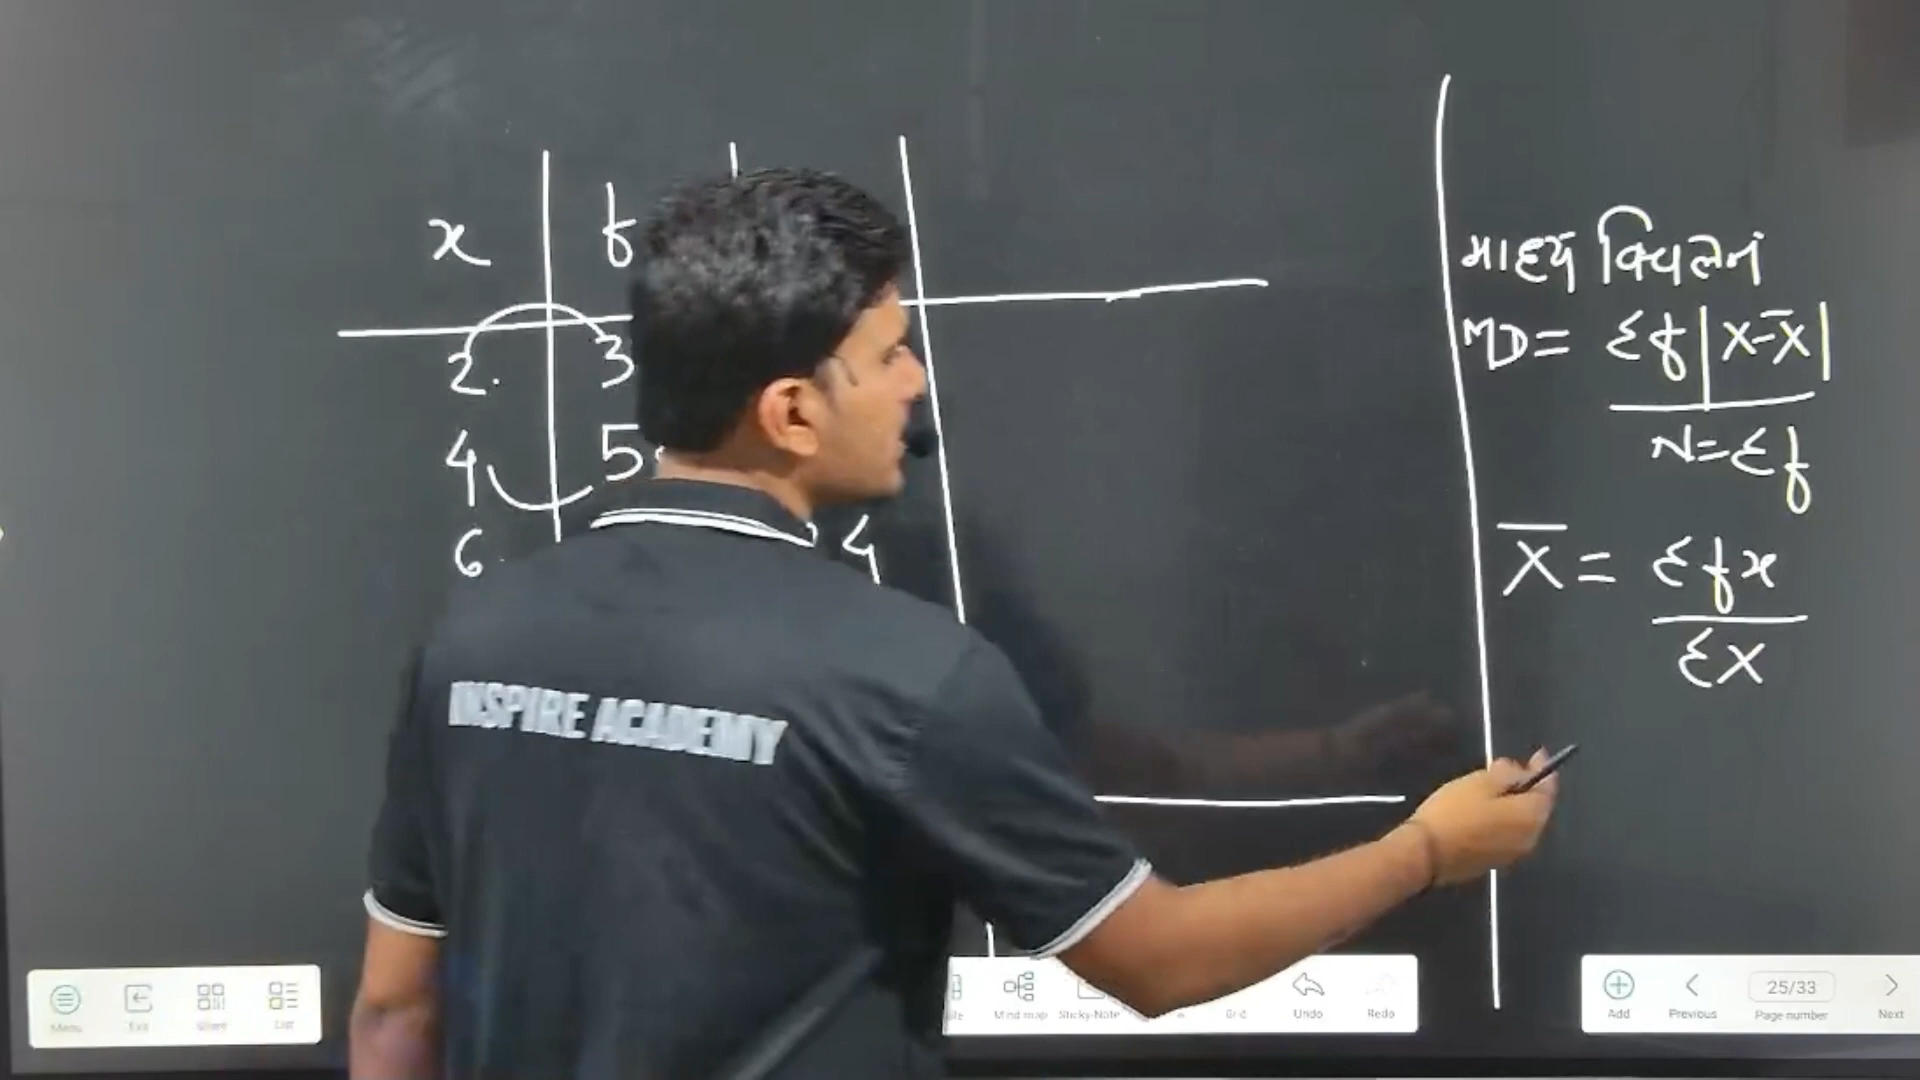 x f
2. 3
4 5
6. 4
माध्य विचलन
MD = Σf|X-X̅|
N=Σf
X̅ = Σfx
ΣX
INSPIRE ACADEMY
Menu Exit Share List
Mind map Sticky-Note Grid Undo Redo
Add Previous 25/33 Next
Page number